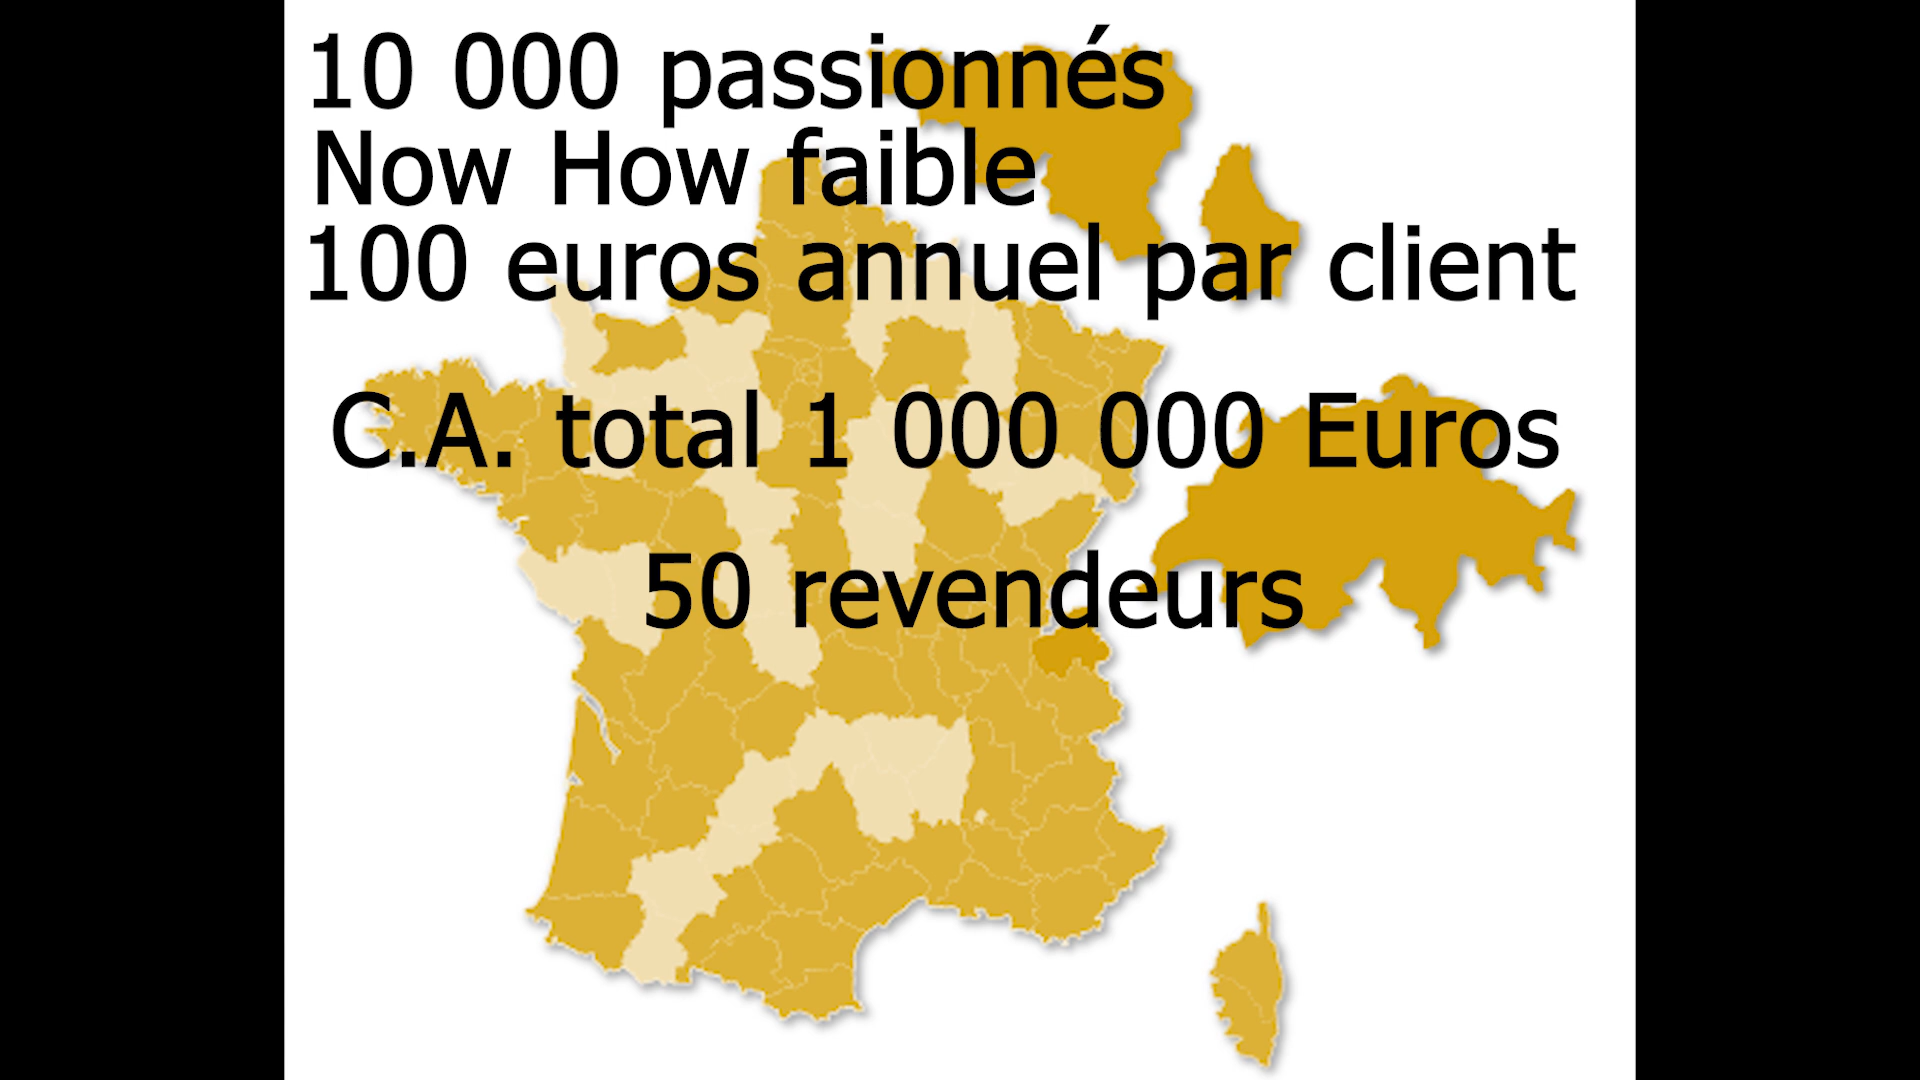 10 000 passionnés
Now How faible
100 euros annuel par client
C.A. total 1 000 000 Euros
50 revendeurs